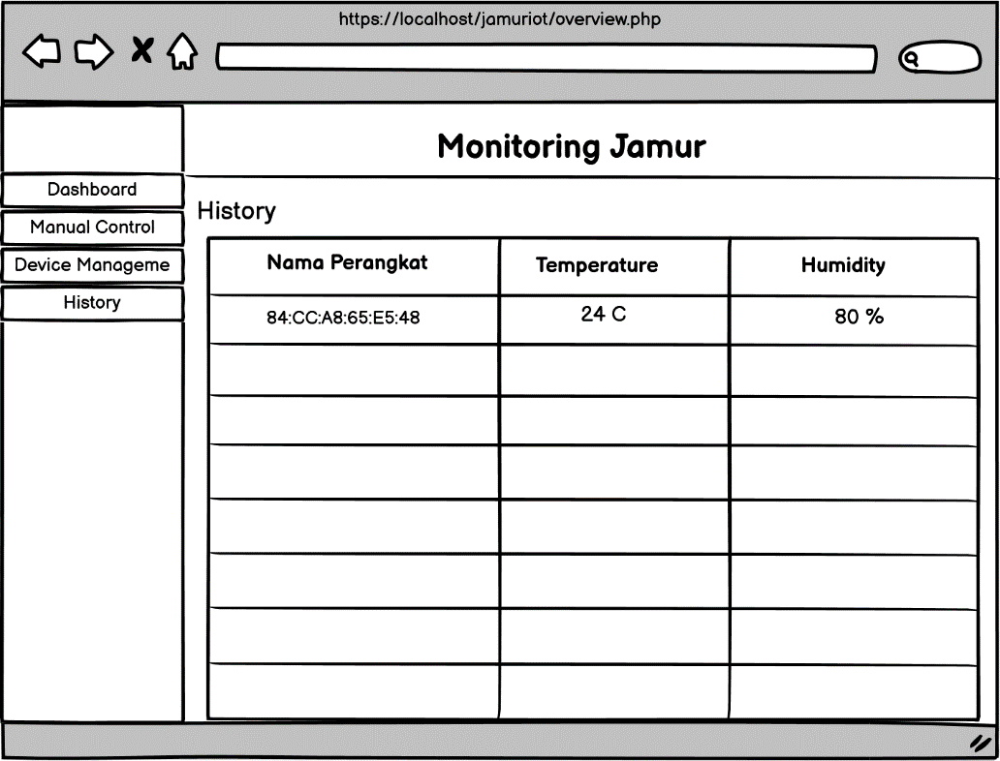 https://localhost/jamuriot/overview.php
Monitoring Jamur
Dashboard
Manual Control
Device Manageme
History
History
Nama Perangkat Temperature Humidity
84:CC:A8:65:E5:48 24 C 80 %